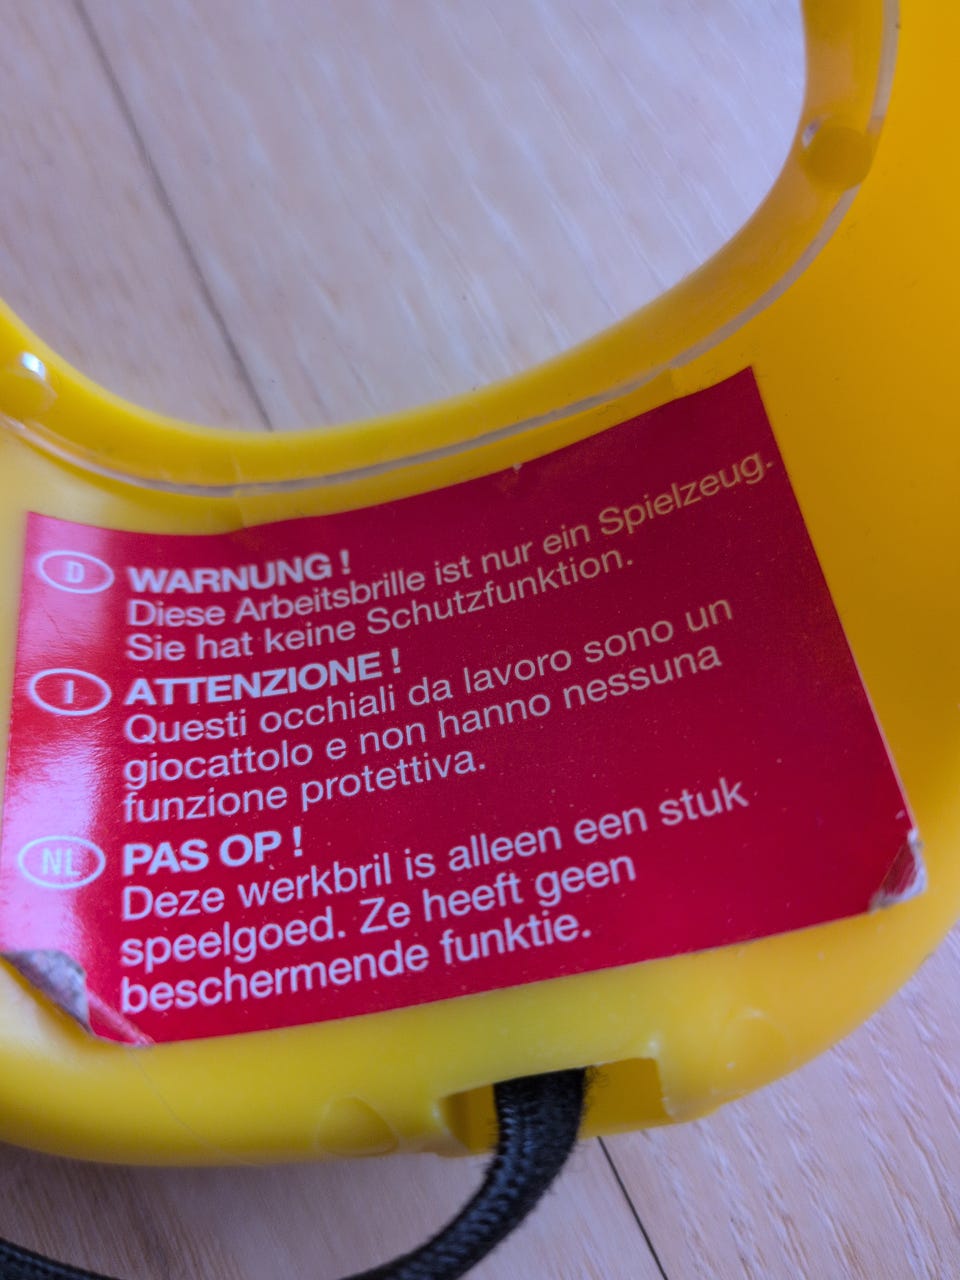 D WARNUNG !
Diese Arbeitsbrille ist nur ein Spielzeug.
Sie hat keine Schutzfunktion.
I ATTENZIONE !
Questi occhiali da lavoro sono un
giocattolo e non hanno nessuna
funzione protettiva.
NL PAS OP !
Deze werkbril is alleen een stuk
speelgoed. Ze heeft geen
beschermende funktie.